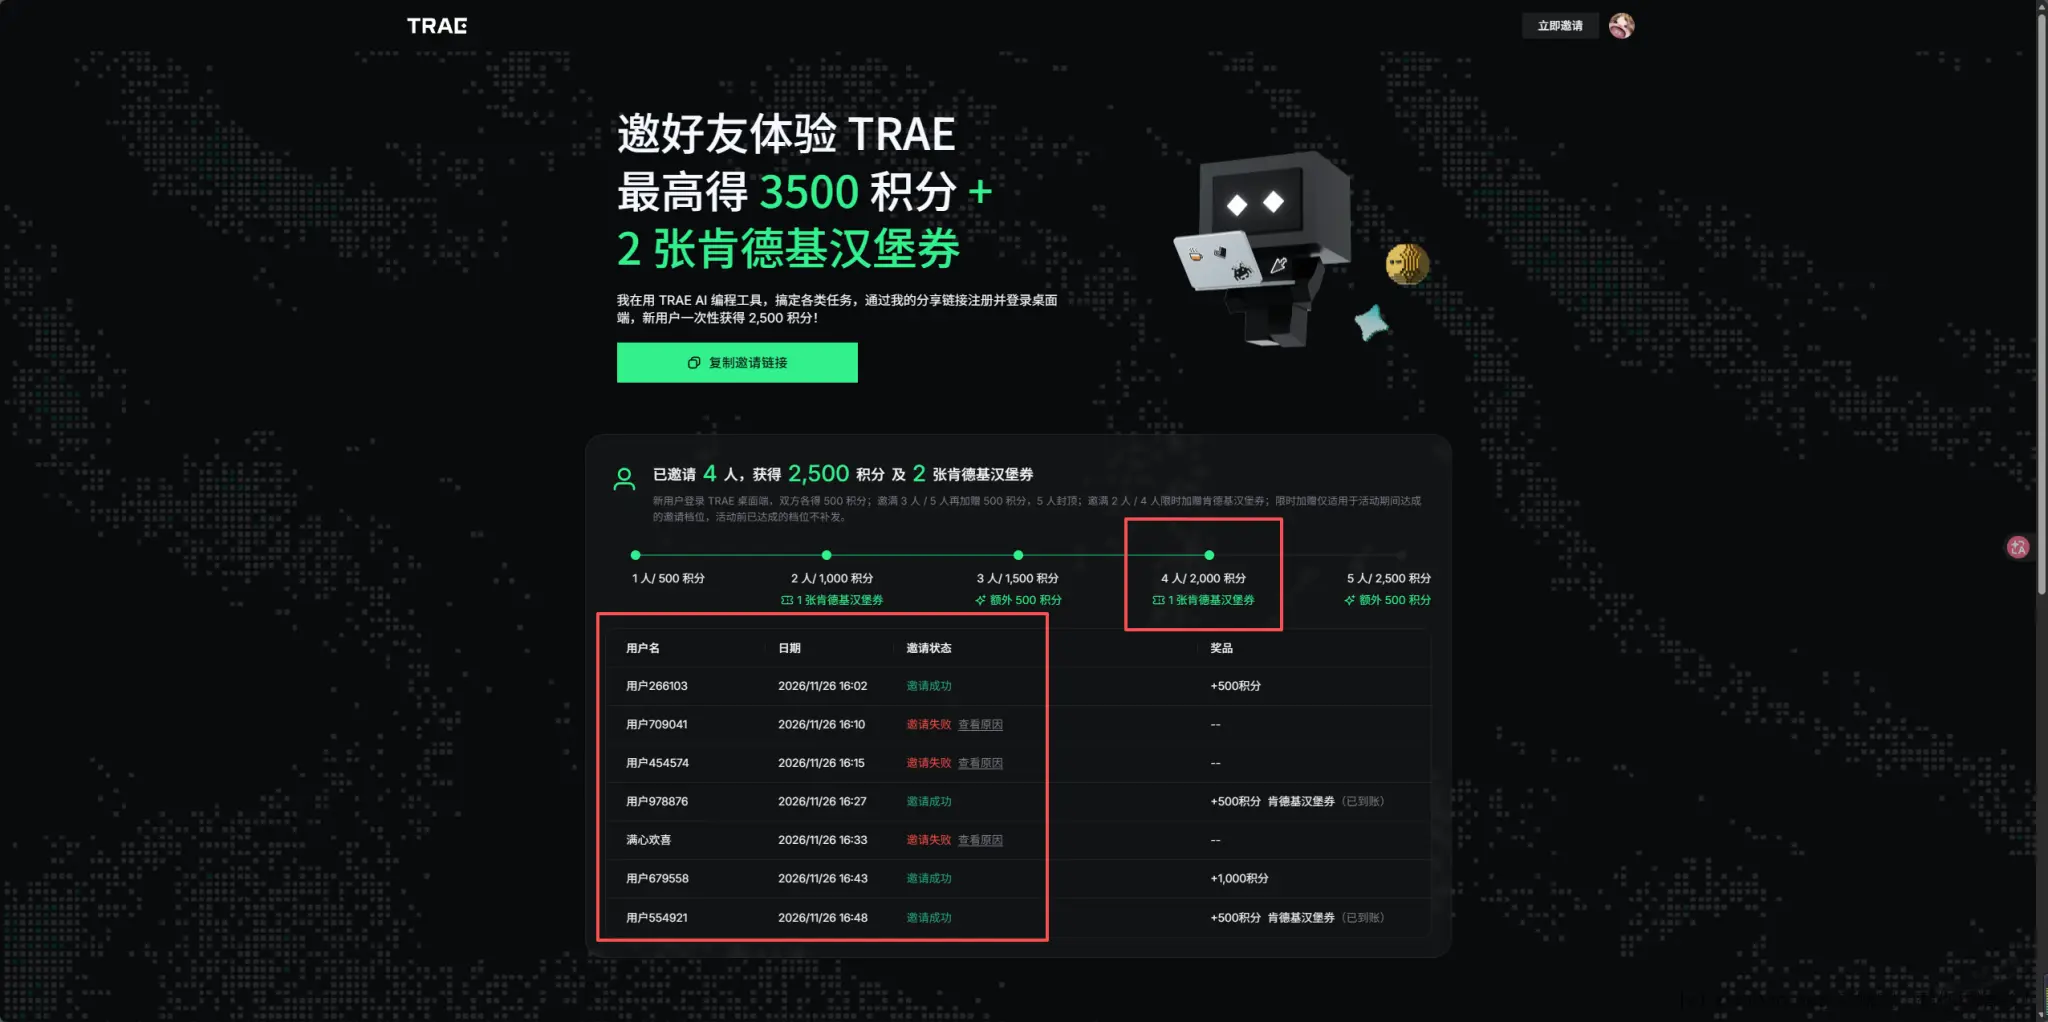 TRAE
立即邀请
邀好友体验 TRAE
最高得 3500 积分 +
2 张肯德基汉堡券
我在用 TRAE AI 编程工具，搞定各类任务，通过我的分享链接注册并登录桌面
端，新用户一次性获得 2,500 积分！
复制邀请链接
已邀请 4 人，获得 2,500 积分 及 2 张肯德基汉堡券
新用户登录 TRAE 桌面端，双方各得 500 积分；邀满 3 人 / 5 人再加赠 500 积分，5 人封顶；邀满 2 人 / 4 人限时加赠肯德基汉堡券；限时加赠仅适用于活动期间达成
的邀请档位，活动前已达成的档位不补发。
1 人/ 500 积分 2 人/ 1,000 积分 3 人/ 1,500 积分 4 人/ 2,000 积分 5 人/ 2,500 积分
1 张肯德基汉堡券 额外 500 积分 1 张肯德基汉堡券 额外 500 积分
用户名 日期 邀请状态 奖品
用户266103 2026/11/26 16:02 邀请成功 +500积分
用户709041 2026/11/26 16:10 邀请失败 查看原因 --
用户454574 2026/11/26 16:15 邀请失败 查看原因 --
用户978876 2026/11/26 16:27 邀请成功 +500积分 肯德基汉堡券（已到账）
满心欢喜 2026/11/26 16:33 邀请失败 查看原因 --
用户679558 2026/11/26 16:43 邀请成功 +1,000积分
用户554921 2026/11/26 16:48 邀请成功 +500积分 肯德基汉堡券（已到账）